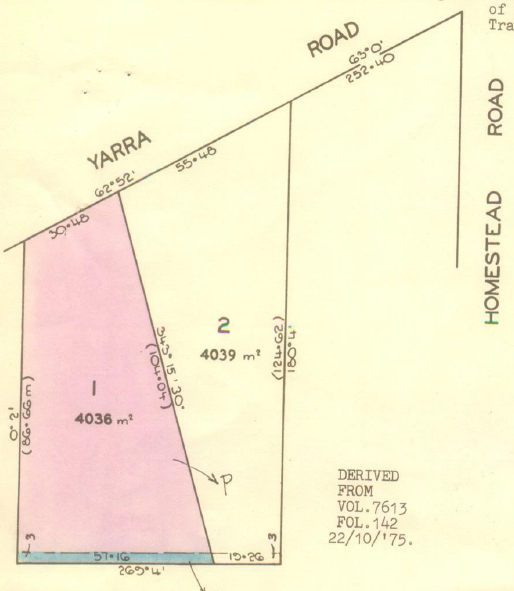 of
Tra
ROAD
63°0'
252·40
YARRA
62°52'
55·48
30·48
ROAD
HOMESTEAD
2
4039 m²
(124·62)
180°4'
343°15'30"
(104·04)
1
4036 m²
0°2'
(86·66m)
P
DERIVED
FROM
VOL.7613
FOL.142
22/10/'75.
3
57·16
19·26
3
269°4'